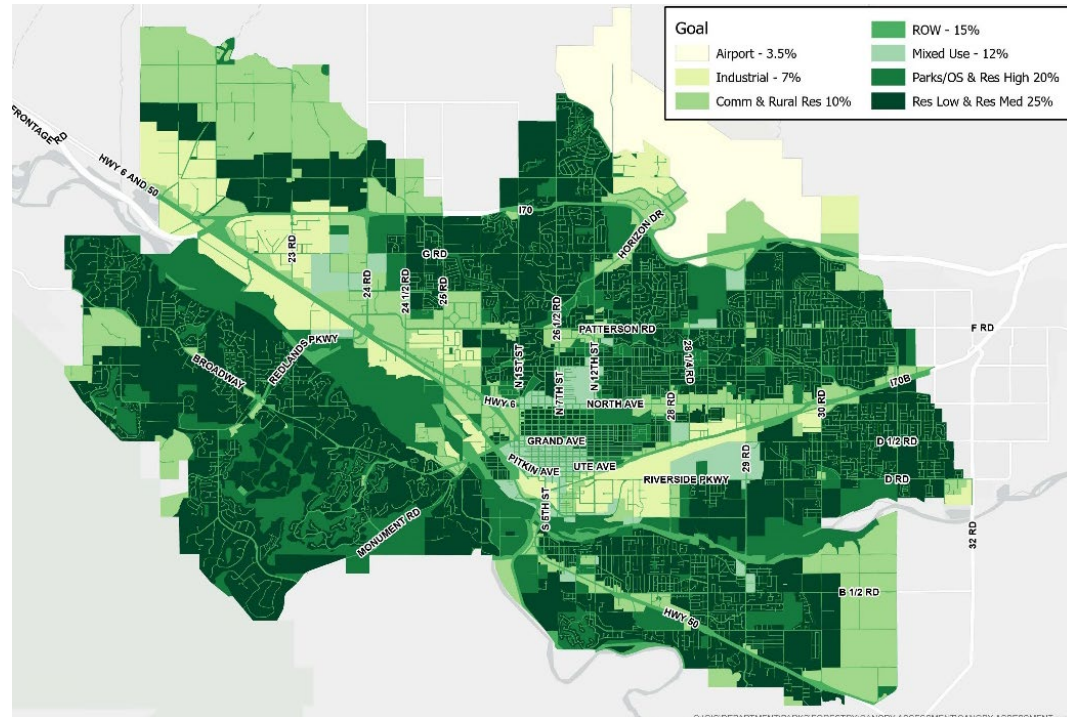 Goal
Airport - 3.5%
Industrial - 7%
Comm & Rural Res 10%
ROW - 15%
Mixed Use - 12%
Parks/OS & Res High 20%
Res Low & Res Med 25%
FRONTAGE RD
HWY 6 AND 50
I70
HORIZON DR
23 RD
G RD
24 RD
24 1/2 RD
25 RD
26 1/2 RD
PATTERSON RD
F RD
REDLANDS PKWY
BROADWAY
N 1ST ST
N 7TH ST
N 12TH ST
28 1/4 RD
I70B
HWY 6
NORTH AVE
28 RD
30 RD
GRAND AVE
D 1/2 RD
PITKIN AVE
UTE AVE
29 RD
RIVERSIDE PKWY
D RD
MONUMENT RD
S 5TH ST
32 RD
B 1/2 RD
HWY 50